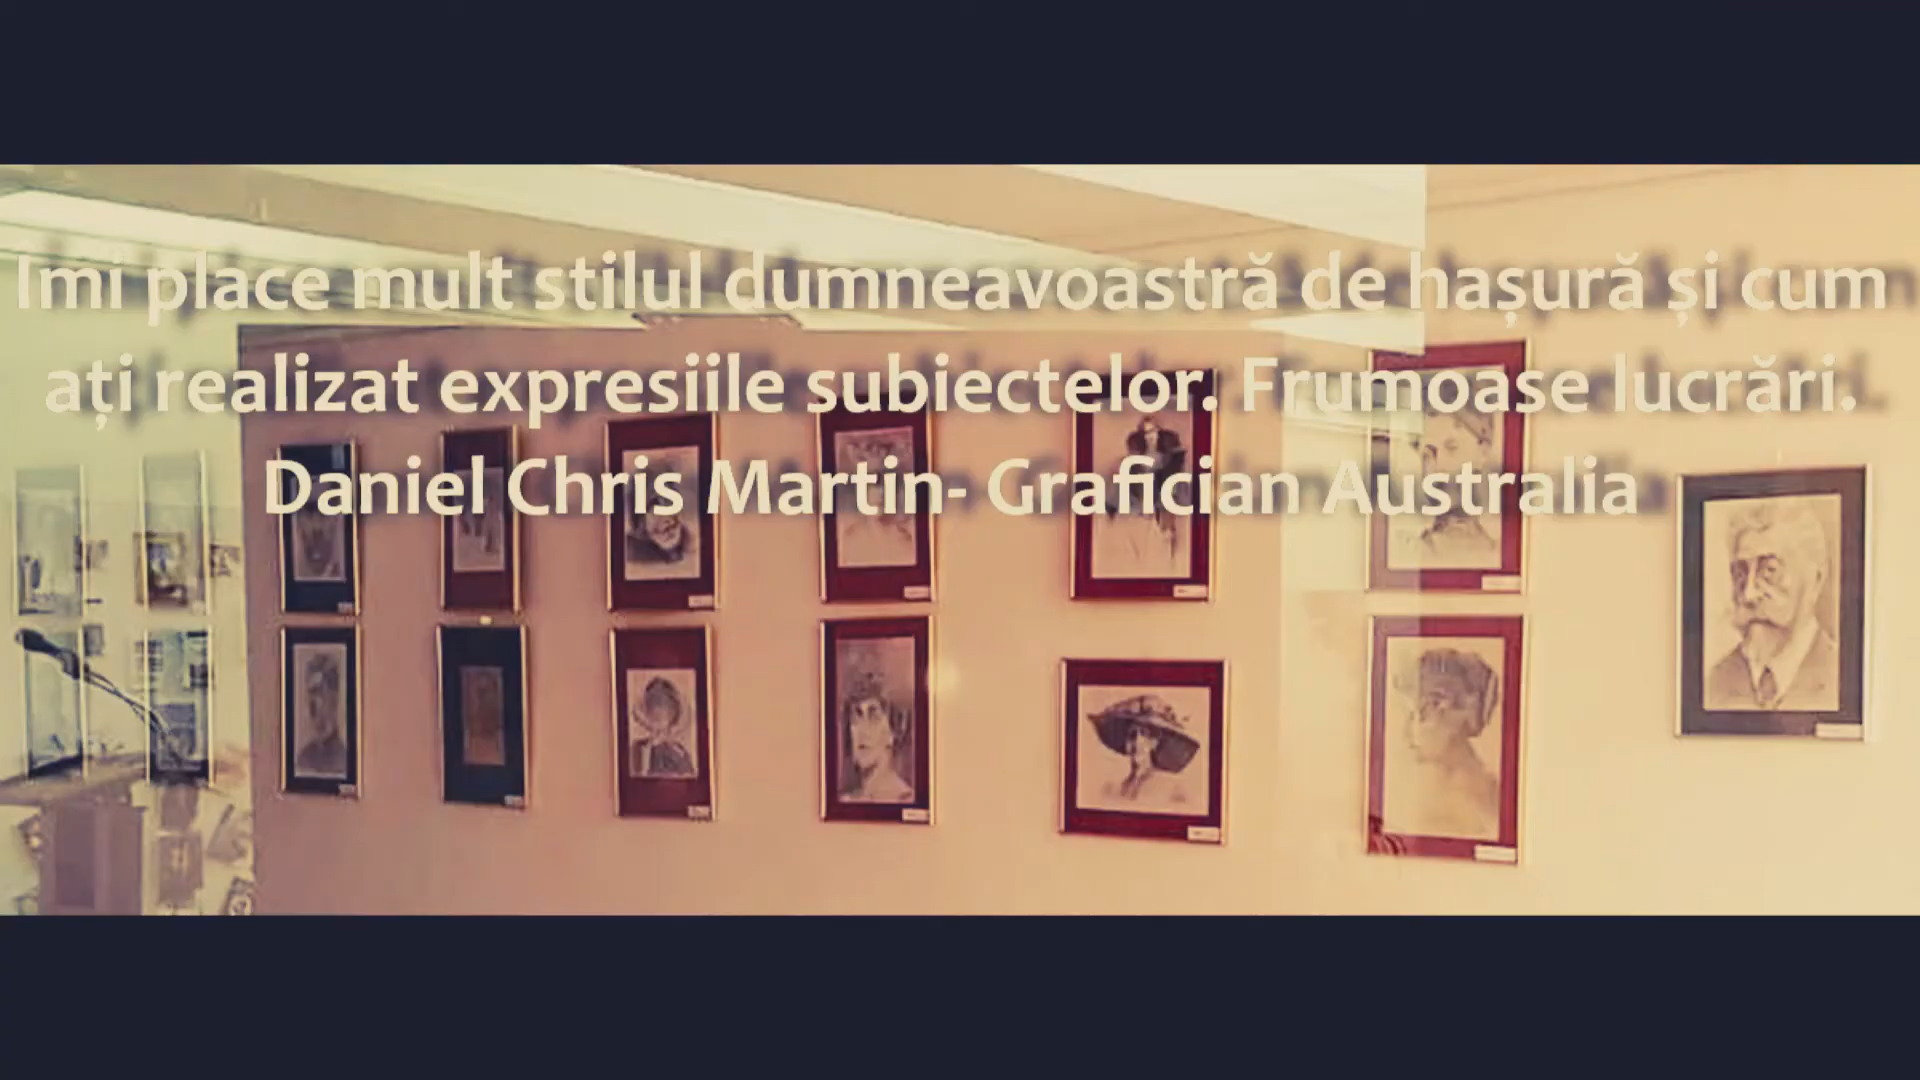 Imi place mult stilul dumneavoastră de hașură și cum
ați realizat expresiile subiectelor. Frumoase lucrări.
Daniel Chris Martin- Grafician Australia